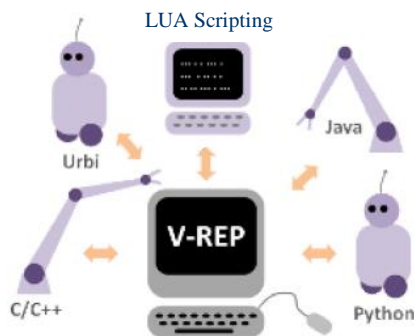 LUA Scripting
Urbi
Java
V-REP
C/C++
Python